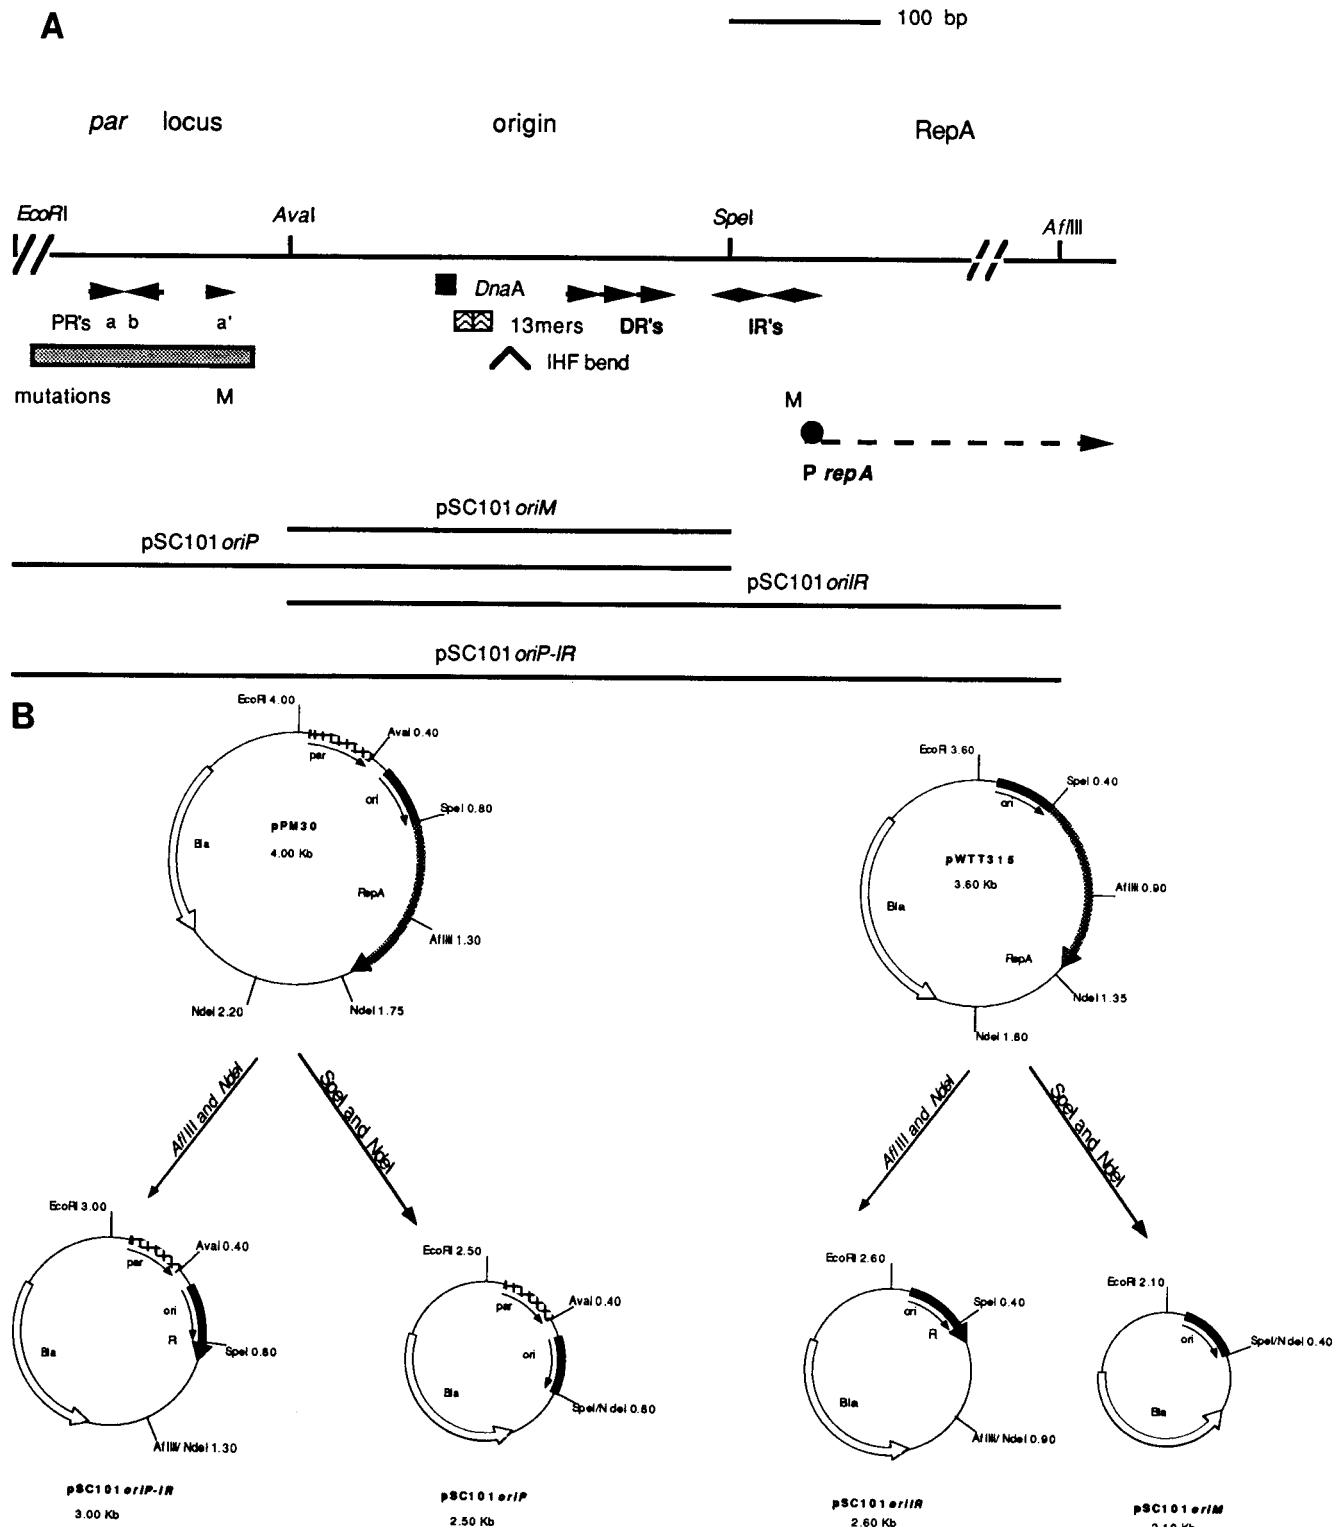 A
100 bp
par locus origin RepA
EcoRI AvaI SpeI AflIII
DnaA
PR's a b a' 13mers DR's IR's
IHF bend
mutations M
M
P repA
pSC101 oriM
pSC101 oriP
pSC101 oriIR
pSC101 oriP-IR
B
EcoRI 4.00
AvaI 0.40
par
ori
SpeI 0.80
pPM30
4.00 Kb
Bla
RepA
AflIII 1.30
NdeI 2.20
NdeI 1.75
EcoRI 3.60
SpeI 0.40
ori
pWTT315
3.60 Kb
AflIII 0.90
Bla
RepA
NdeI 1.35
NdeI 1.80
AflIII and NdeI
SpeI and NdeI
AflIII and NdeI
SpeI and NdeI
EcoRI 3.00
AvaI 0.40
par
ori
R
SpeI 0.80
Bla
AflIII/NdeI 1.30
pSC101 oriP-IR
3.00 Kb
EcoRI 2.50
par
AvaI 0.40
ori
Bla
SpeI/NdeI 0.80
pSC101 oriP
2.50 Kb
EcoRI 2.60
SpeI 0.40
ori
R
Bla
AflIII/NdeI 0.90
pSC101 oriIR
2.60 Kb
EcoRI 2.10
ori
SpeI/NdeI 0.40
Bla
pSC101 oriM